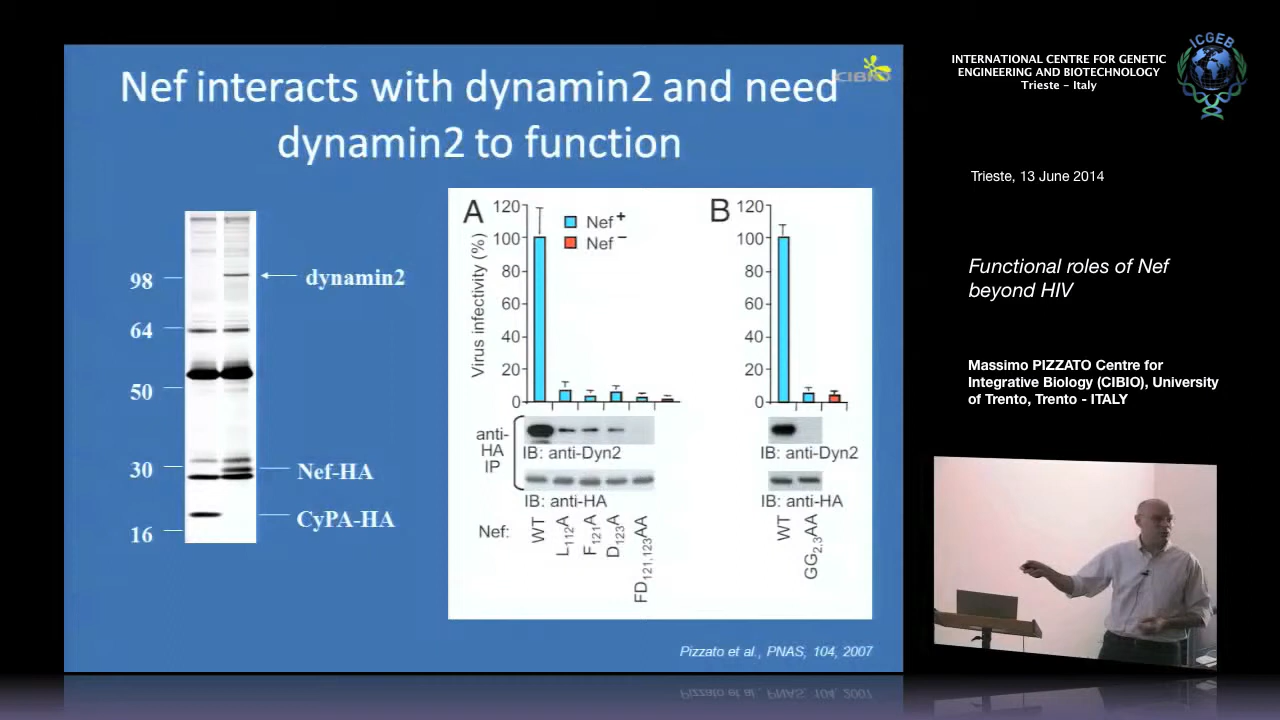 Nef interacts with dynamin2 and need
dynamin2 to function
CIBIO
98
64
50
30
16
dynamin2
Nef-HA
CyPA-HA
A
Virus infectivity (%)
120
100
80
60
40
20
0
Nef+
Nef−
anti-
HA
IP
IB: anti-Dyn2
IB: anti-HA
Nef:
WT
L112A
F121A
D123A
FD121,123AA
B
120
100
80
60
40
20
0
IB: anti-Dyn2
IB: anti-HA
WT
GG2,3AA
Pizzato et al., PNAS, 104, 2007
ICGEB
INTERNATIONAL CENTRE FOR GENETIC
ENGINEERING AND BIOTECHNOLOGY
Trieste - Italy
Trieste, 13 June 2014
Functional roles of Nef
beyond HIV
Massimo PIZZATO Centre for
Integrative Biology (CIBIO), University
of Trento, Trento - ITALY